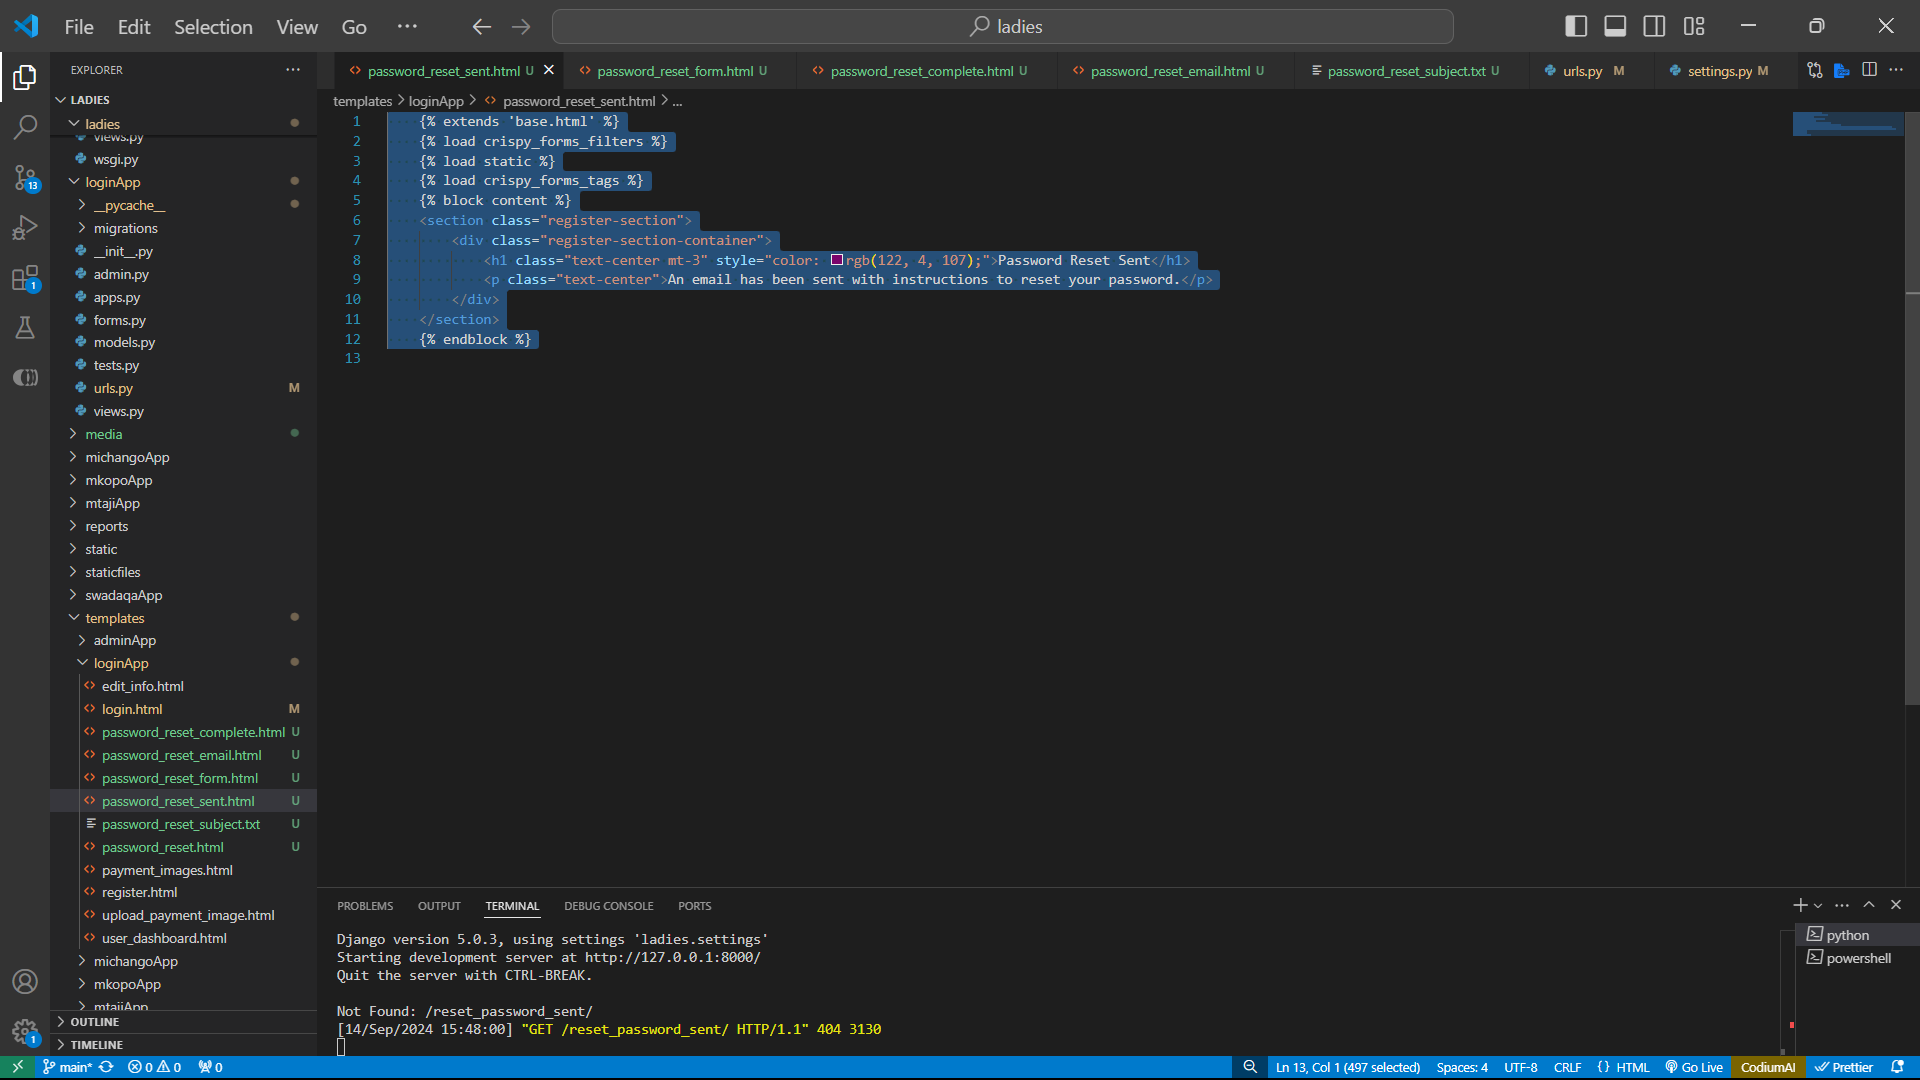 File Edit Selection View Go ··· ladies
EXPLORER ···
LADIES
ladies
views.py
wsgi.py
loginApp
__pycache__
migrations
__init__.py
admin.py
apps.py
forms.py
models.py
tests.py
urls.py M
views.py
media
michangoApp
mkopoApp
mtajiApp
reports
static
staticfiles
swadaqaApp
templates
adminApp
loginApp
edit_info.html
login.html M
password_reset_complete.html U
password_reset_email.html U
password_reset_form.html U
password_reset_sent.html U
password_reset_subject.txt U
password_reset.html U
payment_images.html
register.html
upload_payment_image.html
user_dashboard.html
michangoApp
mkopoApp
mtajiApp
OUTLINE
TIMELINE
password_reset_sent.html U password_reset_form.html U password_reset_complete.html U password_reset_email.html U password_reset_subject.txt U urls.py M settings.py M ···
templates > loginApp > password_reset_sent.html > ...
1 {% extends 'base.html' %}
2 {% load crispy_forms_filters %}
3 {% load static %}
4 {% load crispy_forms_tags %}
5 {% block content %}
6 <section class="register-section">
7 <div class="register-section-container">
8 <h1 class="text-center mt-3" style="color: rgb(122, 4, 107);">Password Reset Sent</h1>
9 <p class="text-center">An email has been sent with instructions to reset your password.</p>
10 </div>
11 </section>
12 {% endblock %}
13
PROBLEMS OUTPUT TERMINAL DEBUG CONSOLE PORTS
Django version 5.0.3, using settings 'ladies.settings'
Starting development server at http://127.0.0.1:8000/
Quit the server with CTRL-BREAK.
Not Found: /reset_password_sent/
[14/Sep/2024 15:48:00] "GET /reset_password_sent/ HTTP/1.1" 404 3130
python
powershell
13
1
1
main* 0 0 0 Ln 13, Col 1 (497 selected) Spaces: 4 UTF-8 CRLF {} HTML Go Live CodiumAI Prettier